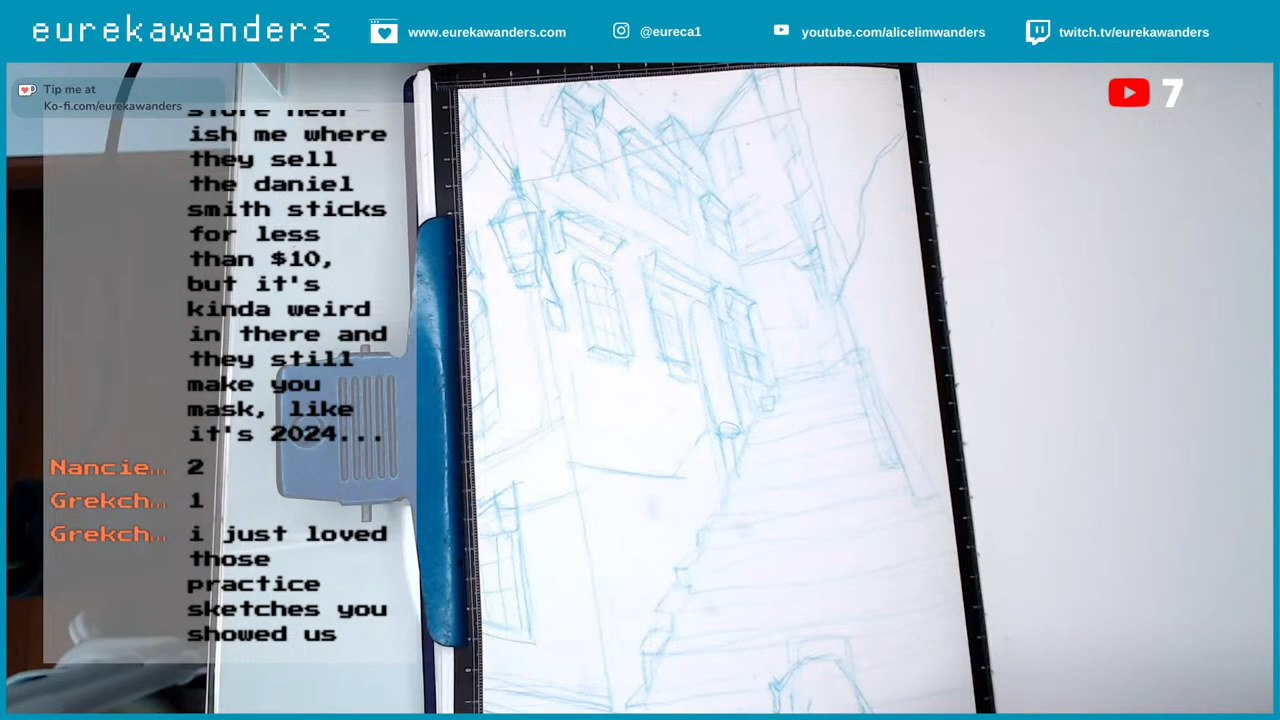 eurekawanders
www.eurekawanders.com
@eureca1
youtube.com/alicelimwanders
twitch.tv/eurekawanders
Tip me at
Ko-fi.com/eurekawanders
7
store near-
ish me where
they sell
the daniel
smith sticks
for less
than $10,
but it's
kinda weird
in there and
they still
make you
mask, like
it's 2024...
Nancie... 2
Grekch... 1
Grekch... i just loved
those
practice
sketches you
showed us